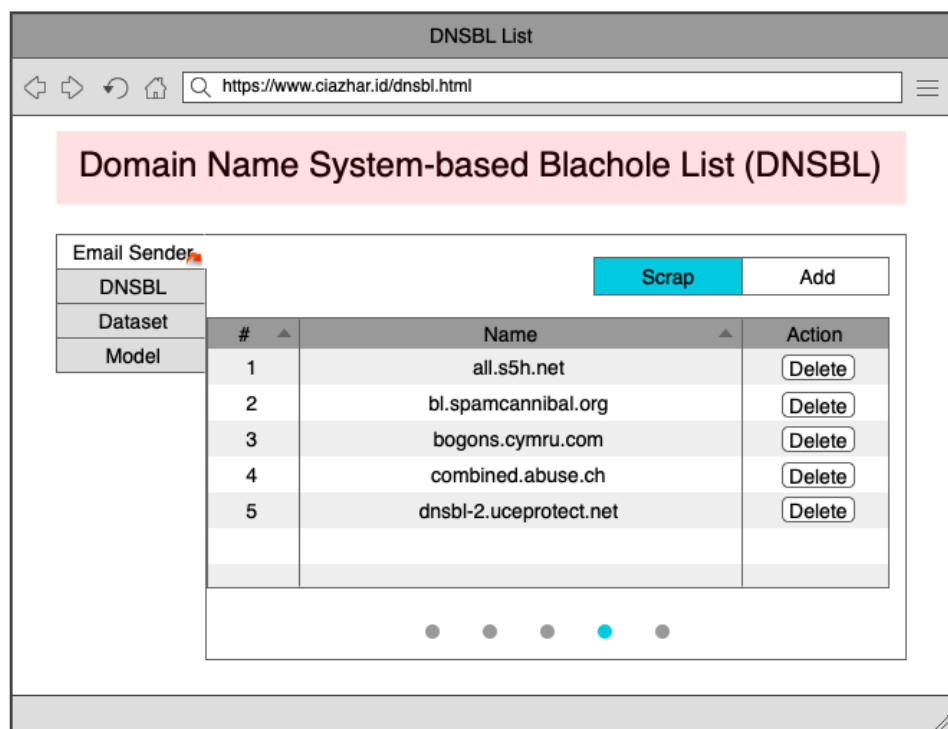 DNSBL List
https://www.ciazhar.id/dnsbl.html
Domain Name System-based Blachole List (DNSBL)
Email Sender
DNSBL
Dataset
Model
Scrap Add
# Name Action
1 all.s5h.net Delete
2 bl.spamcannibal.org Delete
3 bogons.cymru.com Delete
4 combined.abuse.ch Delete
5 dnsbl-2.uceprotect.net Delete